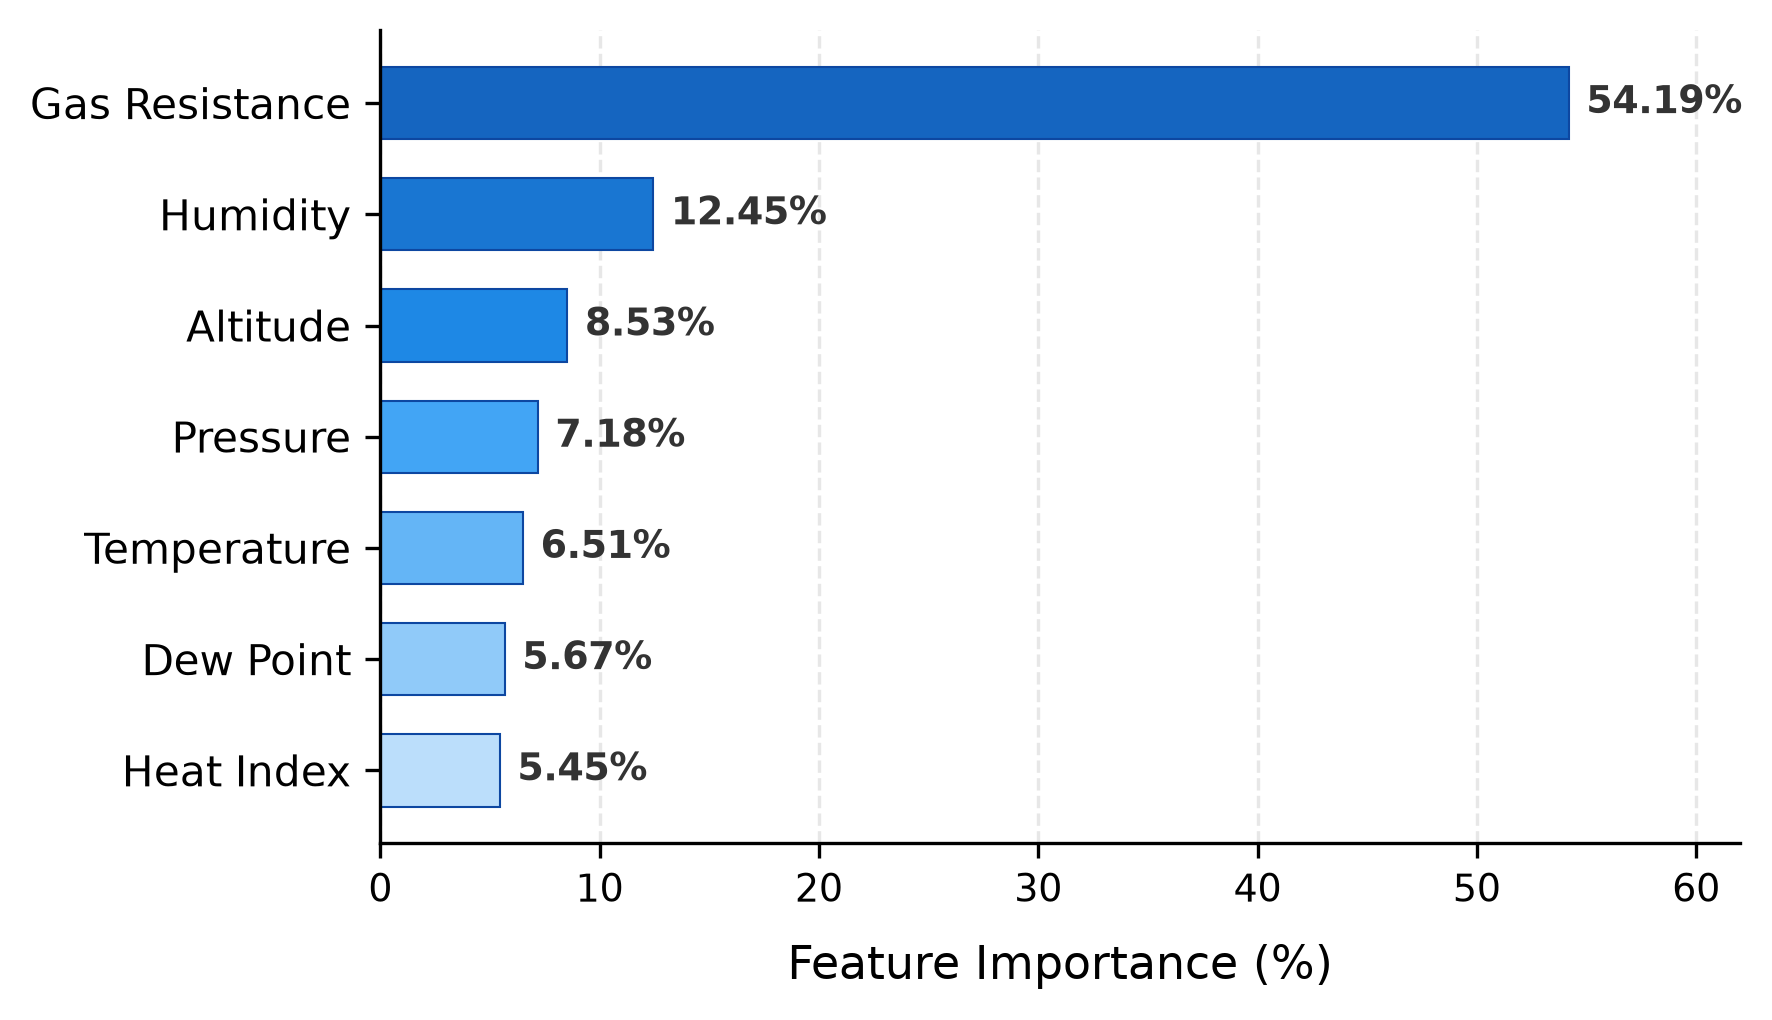 Gas Resistance 54.19%
Humidity 12.45%
Altitude 8.53%
Pressure 7.18%
Temperature 6.51%
Dew Point 5.67%
Heat Index 5.45%
0 10 20 30 40 50 60
Feature Importance (%)